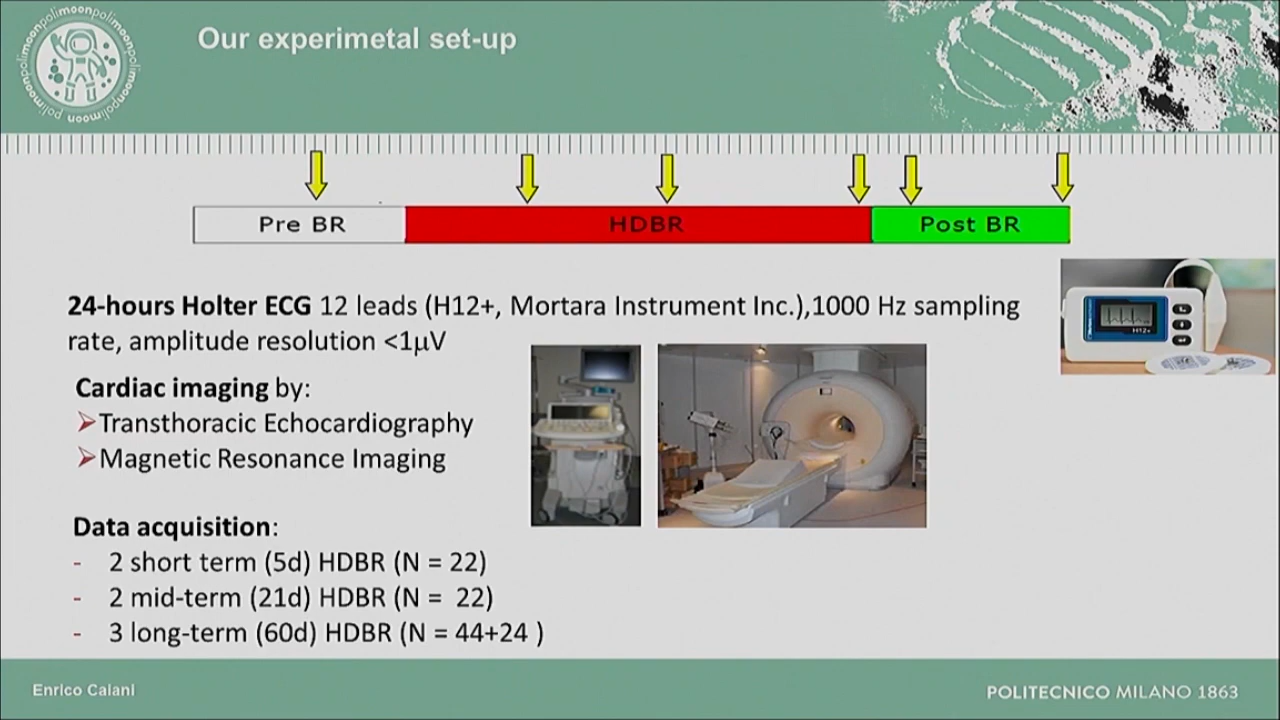 polimoonpolimoonpolimoonpolimoonpolimoon
Our experimetal set-up
Pre BR
HDBR
Post BR
24-hours Holter ECG 12 leads (H12+, Mortara Instrument Inc.),1000 Hz sampling
rate, amplitude resolution <1µV
H12+
Cardiac imaging by:
➢Transthoracic Echocardiography
➢Magnetic Resonance Imaging
Data acquisition:
- 2 short term (5d) HDBR (N = 22)
- 2 mid-term (21d) HDBR (N = 22)
- 3 long-term (60d) HDBR (N = 44+24 )
Enrico Caiani
POLITECNICO MILANO 1863